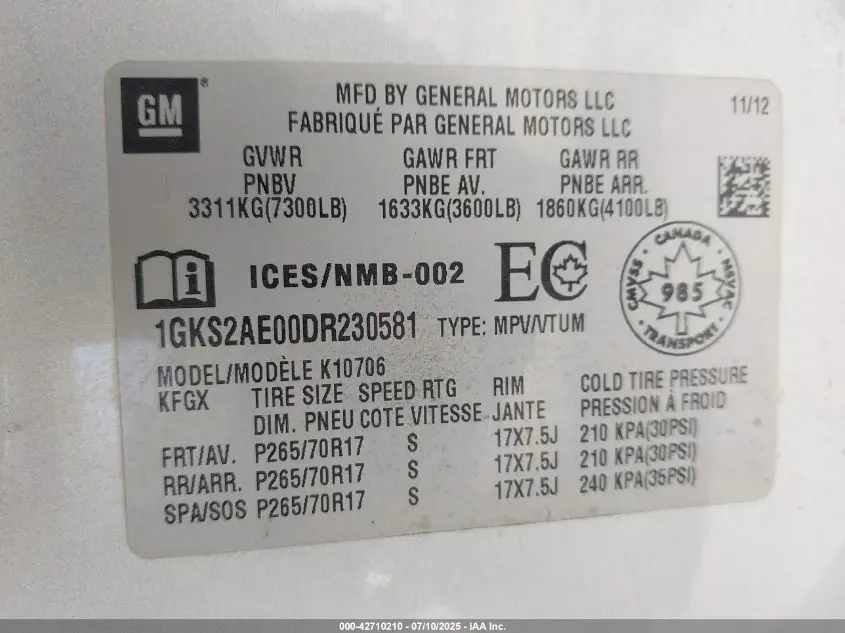 GM
MFD BY GENERAL MOTORS LLC
11/12
FABRIQUÉ PAR GENERAL MOTORS LLC
GVWR GAWR FRT GAWR RR
PNBV PNBE AV. PNBE ARR.
3311KG(7300LB) 1633KG(3600LB) 1860KG(4100LB)
i ICES/NMB-002 EC
CANADA
CMVSS 985 NSVAC
TRANSPORT
1GKS2AE00DR230581 TYPE: MPV/VTUM
MODEL/MODÈLE K10706
KFGX TIRE SIZE SPEED RTG RIM COLD TIRE PRESSURE
DIM. PNEU COTE VITESSE JANTE PRESSION À FROID
FRT/AV. P265/70R17 S 17X7.5J 210 KPA(30PSI)
RR/ARR. P265/70R17 S 17X7.5J 210 KPA(30PSI)
SPA/SOS P265/70R17 S 17X7.5J 240 KPA(35PSI)
000-42710210 - 07/10/2025 - IAA Inc.